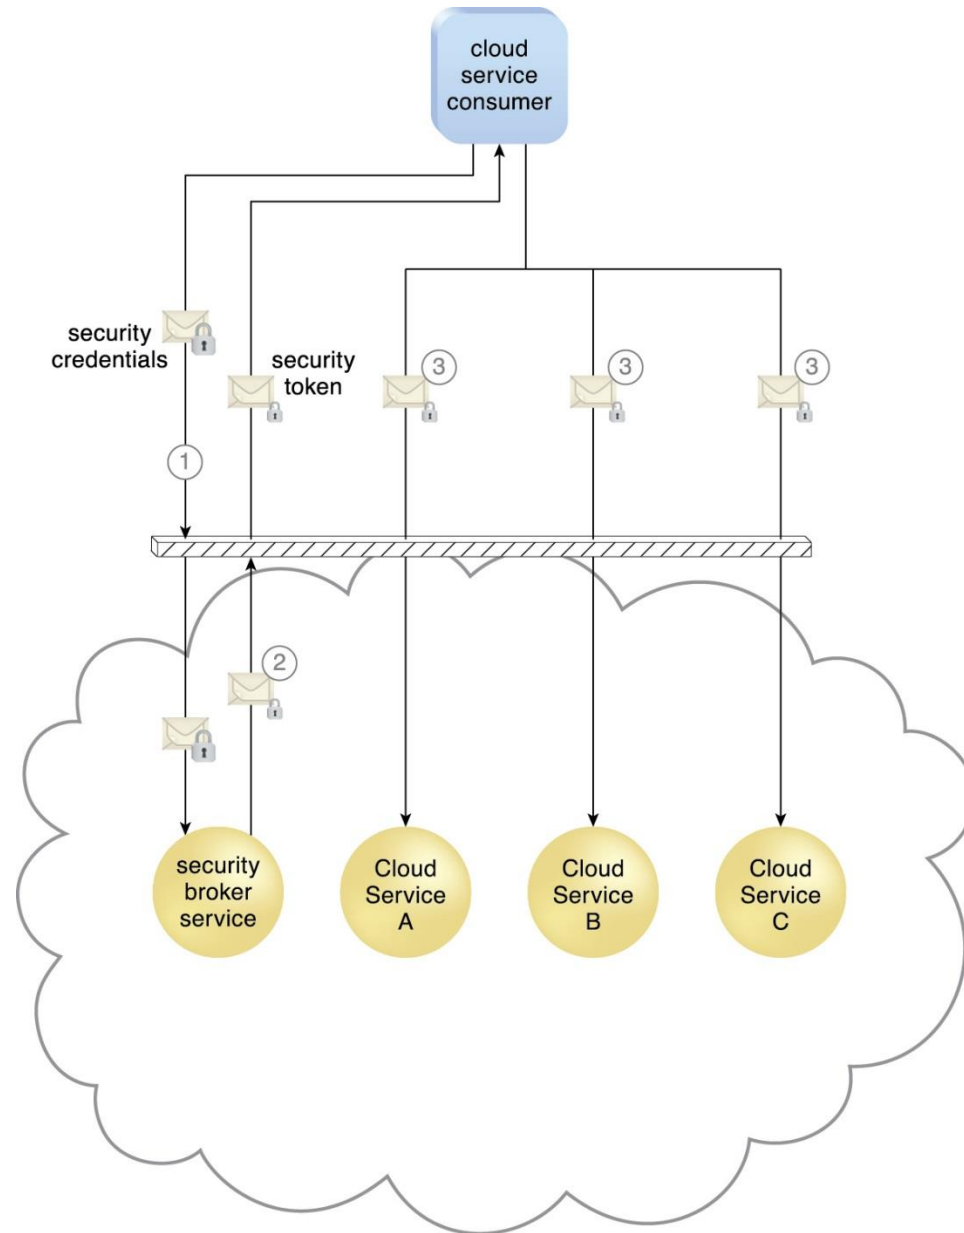 cloud
service
consumer
security
credentials
security
token
3
3
3
1
2
security
broker
service
Cloud
Service
A
Cloud
Service
B
Cloud
Service
C